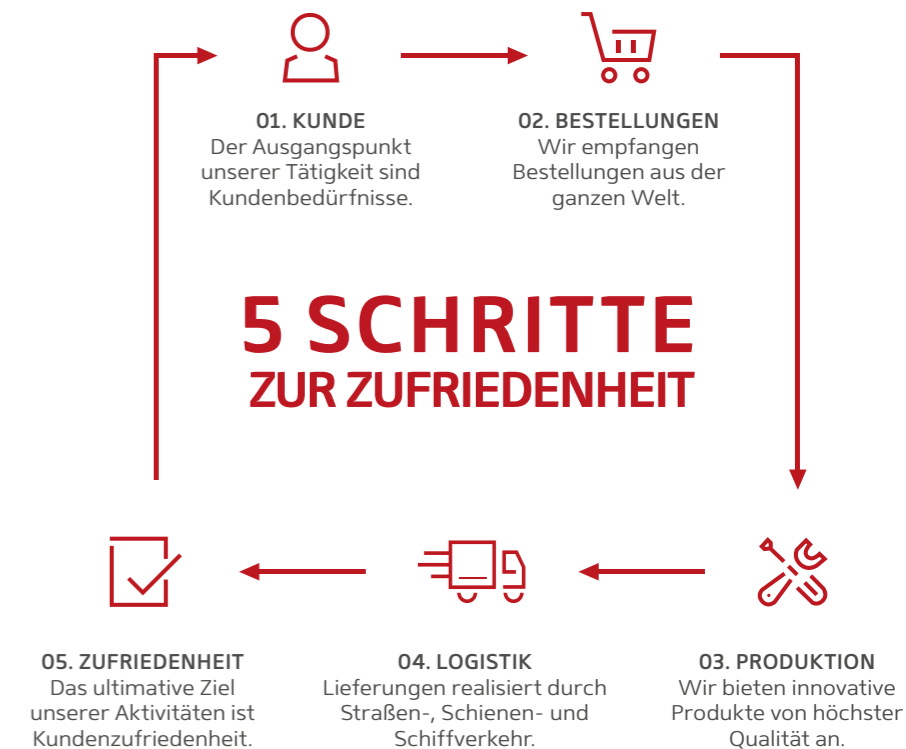 01. KUNDE
Der Ausgangspunkt
unserer Tätigkeit sind
Kundenbedürfnisse.
02. BESTELLUNGEN
Wir empfangen
Bestellungen aus der
ganzen Welt.
5 SCHRITTE
ZUR ZUFRIEDENHEIT
03. PRODUKTION
Wir bieten innovative
Produkte von höchster
Qualität an.
04. LOGISTIK
Lieferungen realisiert durch
Straßen-, Schienen- und
Schiffverkehr.
05. ZUFRIEDENHEIT
Das ultimative Ziel
unserer Aktivitäten ist
Kundenzufriedenheit.